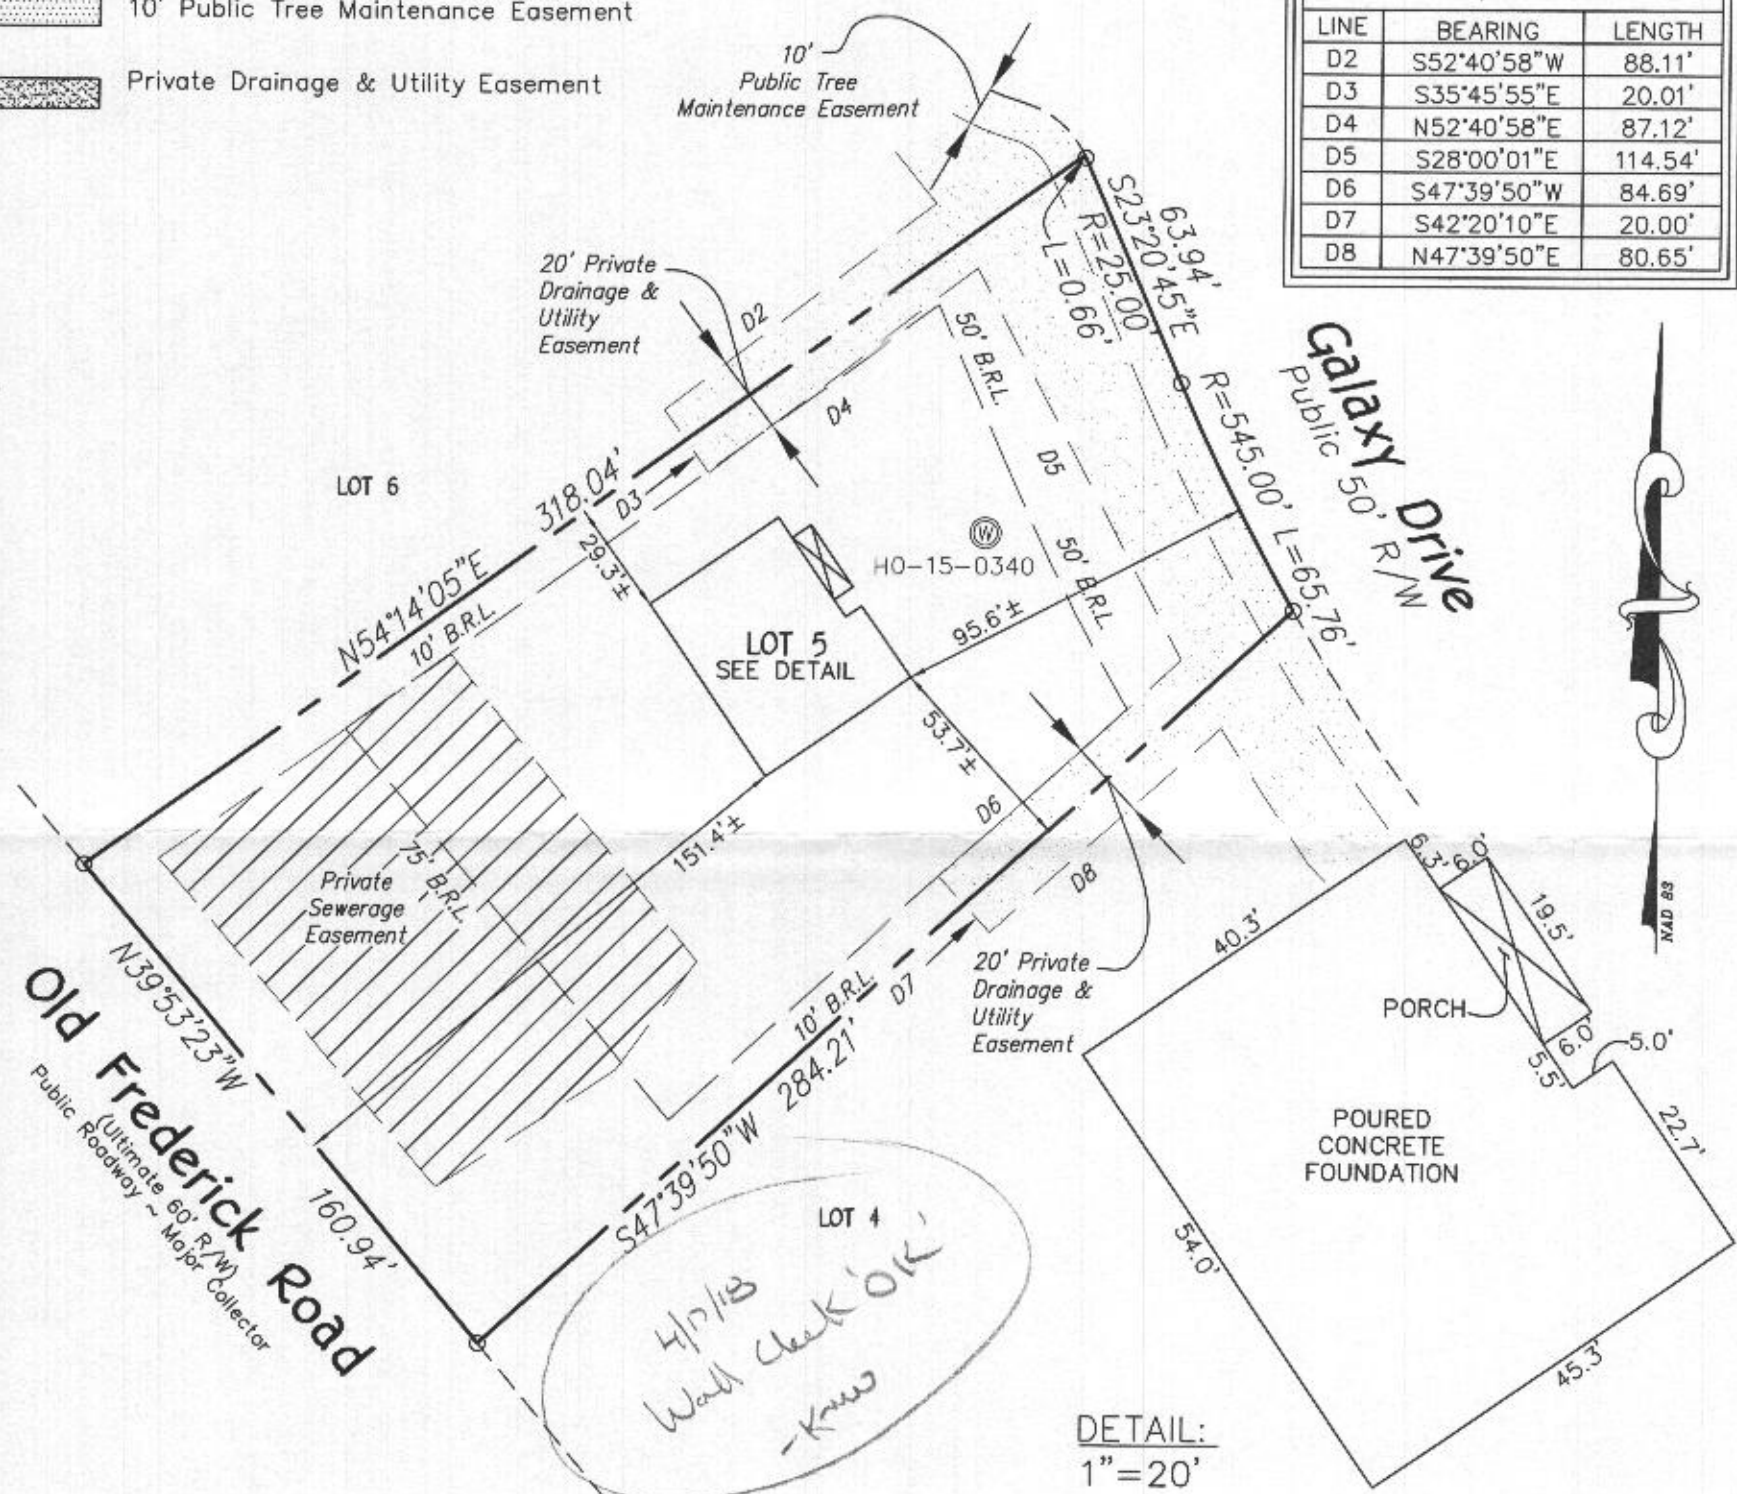 10' Public Tree Maintenance Easement
Private Drainage & Utility Easement
10'
Public Tree
Maintenance Easement
LINE BEARING LENGTH
D2 S52°40'58"W 88.11'
D3 S35°45'55"E 20.01'
D4 N52°40'58"E 87.12'
D5 S28°00'01"E 114.54'
D6 S47°39'50"W 84.69'
D7 S42°20'10"E 20.00'
D8 N47°39'50"E 80.65'
63.94'
S23°20'45"E
R=25.00'
L=0.66'
20' Private
Drainage &
Utility
Easement
D2
D4
50' B.R.L.
D5
R=545.00' L=65.76'
Galaxy Drive
Public 50' R/W
LOT 6
318.04'
D3
29.3'±
N54°14'05"E
10' B.R.L.
W
HO-15-0340
50' B.R.L.
95.6'±
LOT 5
SEE DETAIL
53.7'±
D6
D8
151.4'±
75' B.R.L.
Private
Sewerage
Easement
NAD 83
N39°53'23"W
160.94'
Old Frederick Road
(Ultimate 60' R/W)
Public Roadway ~ Major Collector
10' B.R.L.
D7
284.21'
S47°39'50"W
20' Private
Drainage &
Utility
Easement
LOT 4
Wall Check 'OK'
6.3'
6.0'
19.5'
40.3'
PORCH
6.0'
5.0'
5.5'
22.7'
POURED
CONCRETE
FOUNDATION
54.0'
45.3'
DETAIL:
1"=20'